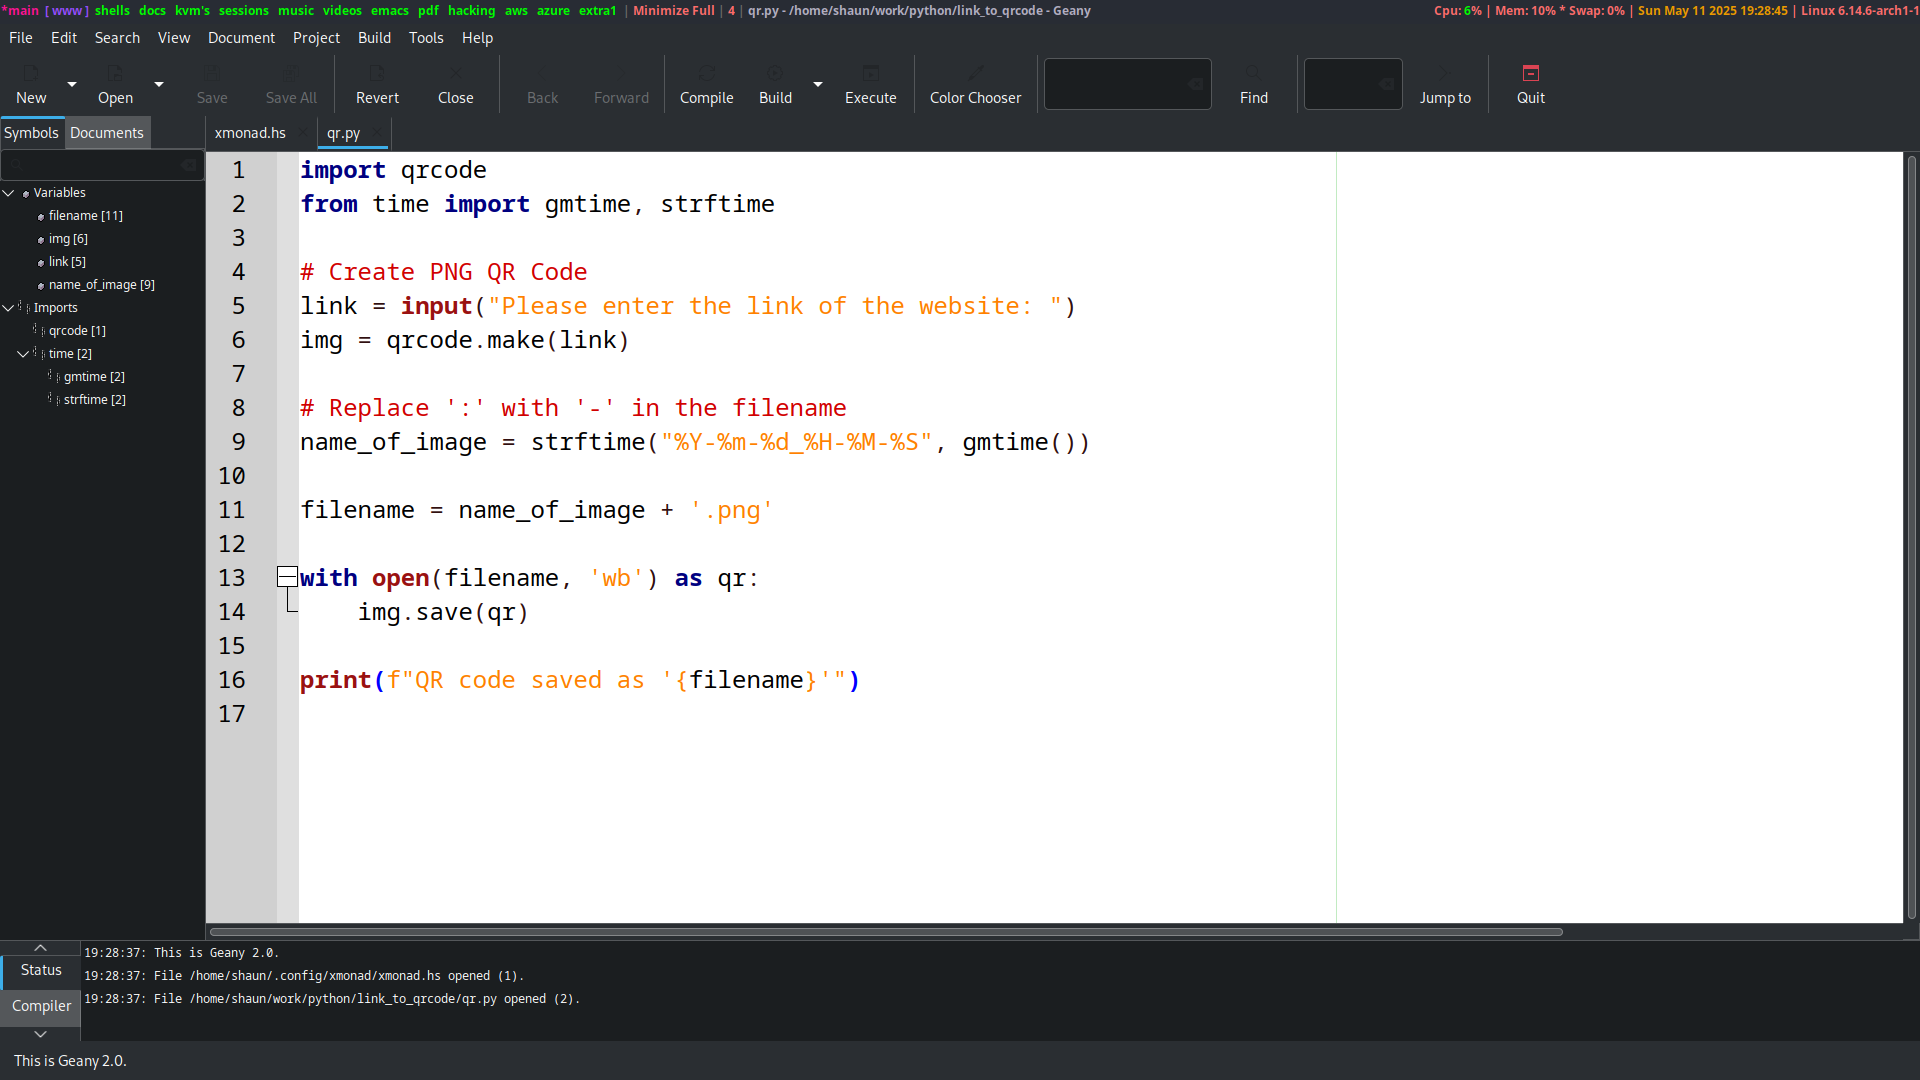 *main [www] shells docs kvm's sessions music videos emacs pdf hacking aws azure extra1 | Minimize Full | 4 | qr.py - /home/shaun/work/python/link_to_qrcode - Geany Cpu: 6% | Mem: 10% * Swap: 0% | Sun May 11 2025 19:28:45 | Linux 6.14.6-arch1-1
File Edit Search View Document Project Build Tools Help
New Open Save Save All Revert Close Back Forward Compile Build Execute Color Chooser Find Jump to Quit
Symbols Documents xmonad.hs qr.py
Variables
filename [11]
img [6]
link [5]
name_of_image [9]
Imports
qrcode [1]
time [2]
gmtime [2]
strftime [2]
1 import qrcode
2 from time import gmtime, strftime
3
4 # Create PNG QR Code
5 link = input("Please enter the link of the website: ")
6 img = qrcode.make(link)
7
8 # Replace ':' with '-' in the filename
9 name_of_image = strftime("%Y-%m-%d_%H-%M-%S", gmtime())
10
11 filename = name_of_image + '.png'
12
13 with open(filename, 'wb') as qr:
14     img.save(qr)
15
16 print(f"QR code saved as '{filename}'")
17
Status
Compiler
19:28:37: This is Geany 2.0.
19:28:37: File /home/shaun/.config/xmonad/xmonad.hs opened (1).
19:28:37: File /home/shaun/work/python/link_to_qrcode/qr.py opened (2).
This is Geany 2.0.